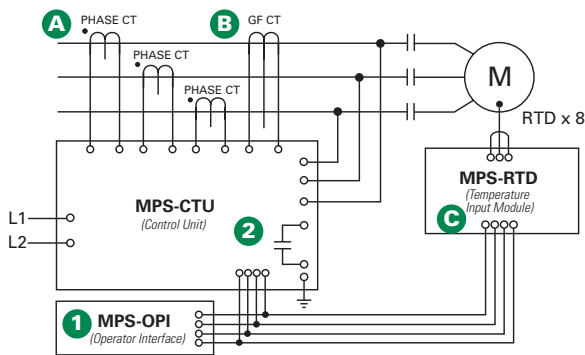 A PHASE CT
B GF CT
PHASE CT
PHASE CT
M
RTD x 8
MPS-RTD
(Temperature
Input Module)
C
MPS-CTU
(Control Unit)
2
L1
L2
1 MPS-OPI
(Operator Interface)